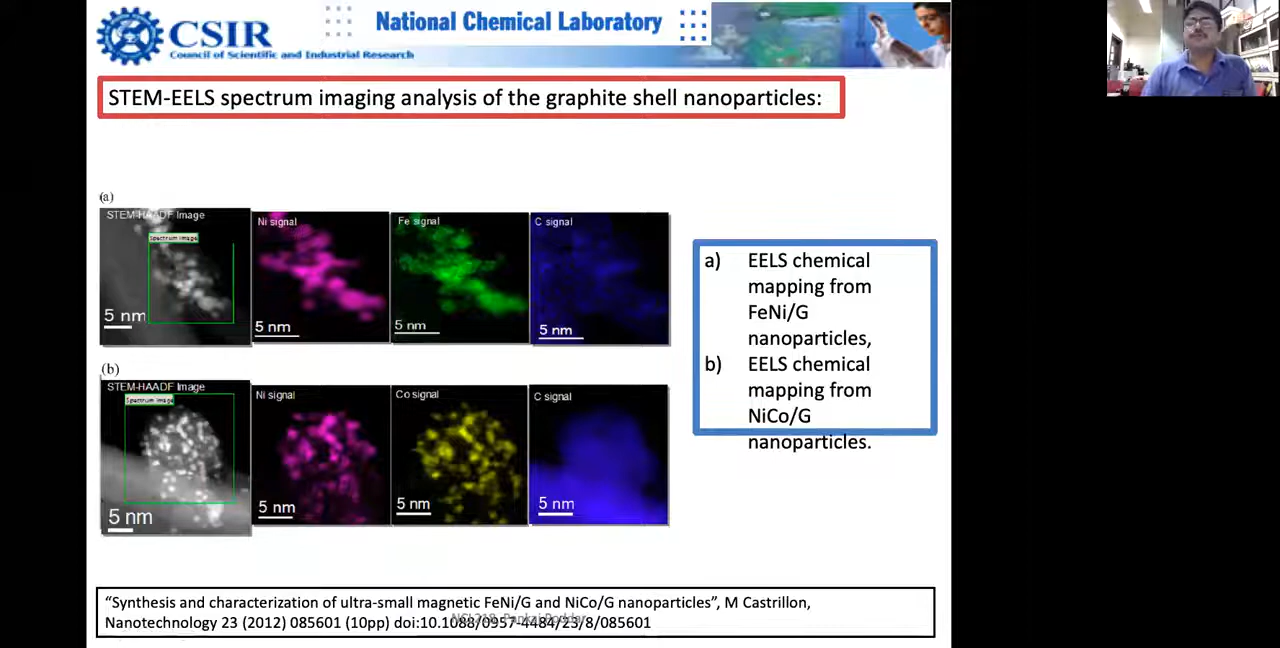 CSIR
Council of Scientific and Industrial Research
National Chemical Laboratory
STEM-EELS spectrum imaging analysis of the graphite shell nanoparticles:
(a)
STEM-HAADF Image
Spectrum Image
5 nm
Ni signal
5 nm
Fe signal
5 nm
C signal
5 nm
(b)
STEM-HAADF Image
Spectrum Image
5 nm
Ni signal
5 nm
Co signal
5 nm
C signal
5 nm
a) EELS chemical
mapping from
FeNi/G
nanoparticles,
b) EELS chemical
mapping from
NiCo/G
nanoparticles.
“Synthesis and characterization of ultra-small magnetic FeNi/G and NiCo/G nanoparticles”, M Castrillon,
Nanotechnology 23 (2012) 085601 (10pp) doi:10.1088/0957-4484/23/8/085601